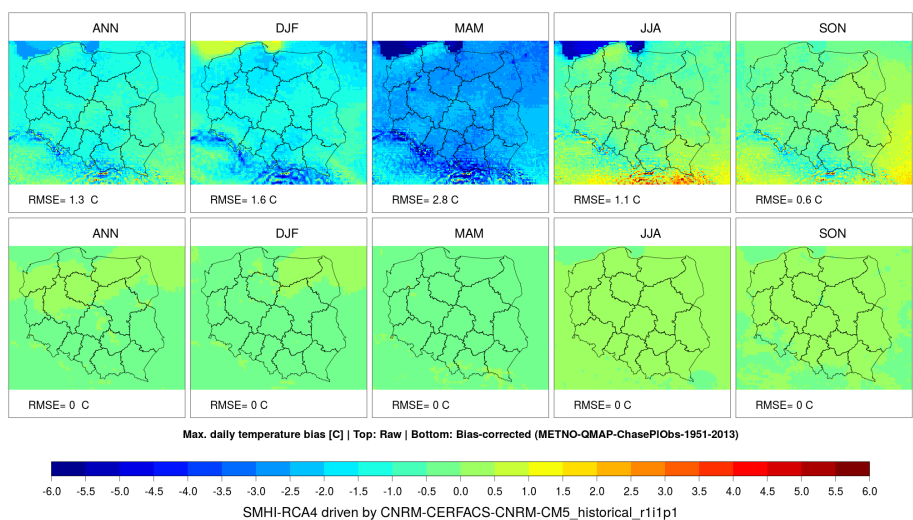 ANN DJF MAM JJA SON
RMSE= 1.3 C RMSE= 1.6 C RMSE= 2.8 C RMSE= 1.1 C RMSE= 0.6 C
ANN DJF MAM JJA SON
RMSE= 0 C RMSE= 0 C RMSE= 0 C RMSE= 0 C RMSE= 0 C
Max. daily temperature bias [C] | Top: Raw | Bottom: Bias-corrected (METNO-QMAP-ChasePlObs-1951-2013)
-6.0 -5.5 -5.0 -4.5 -4.0 -3.5 -3.0 -2.5 -2.0 -1.5 -1.0 -0.5 0.0 0.5 1.0 1.5 2.0 2.5 3.0 3.5 4.0 4.5 5.0 5.5 6.0
SMHI-RCA4 driven by CNRM-CERFACS-CNRM-CM5_historical_r1i1p1